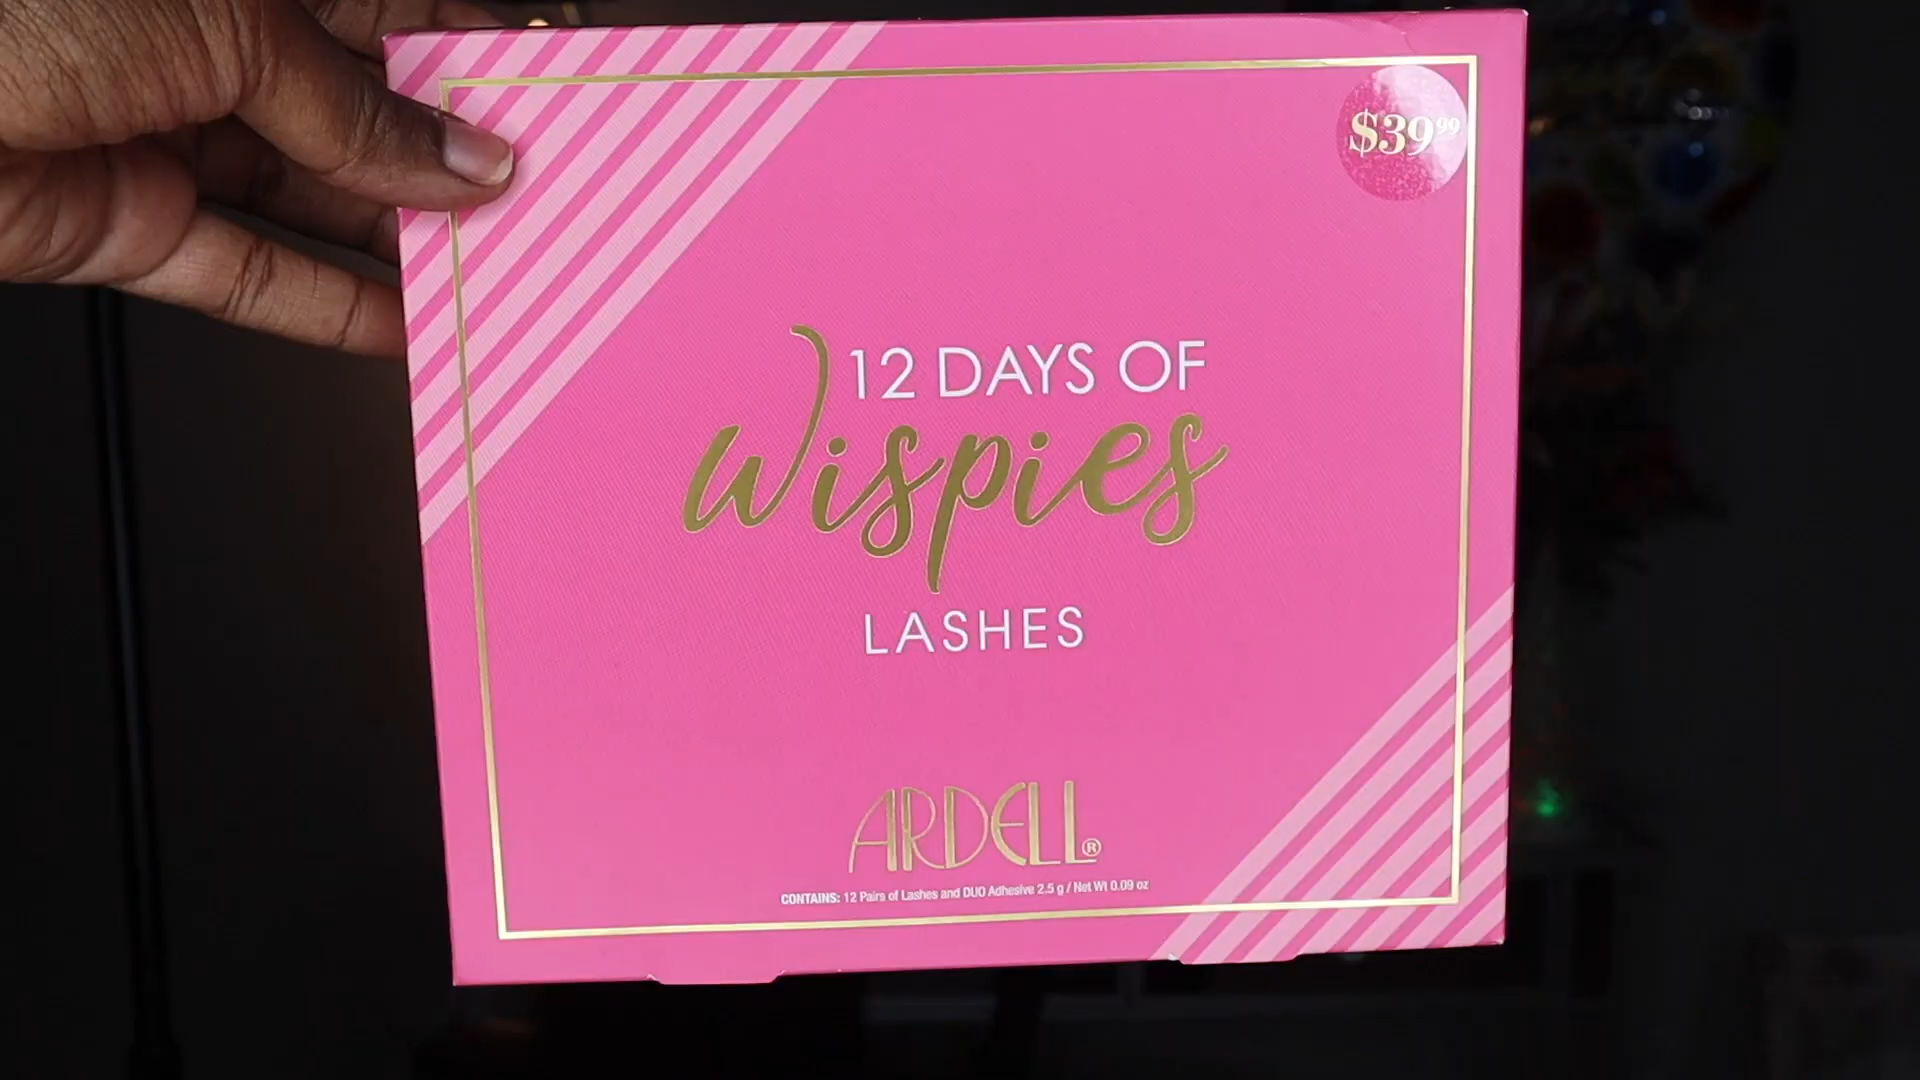 $39.99
12 DAYS OF
Wispies
LASHES
ARDELL®
CONTAINS: 12 Pairs of Lashes and DUO Adhesive 2.5 g / Net Wt 0.09 oz